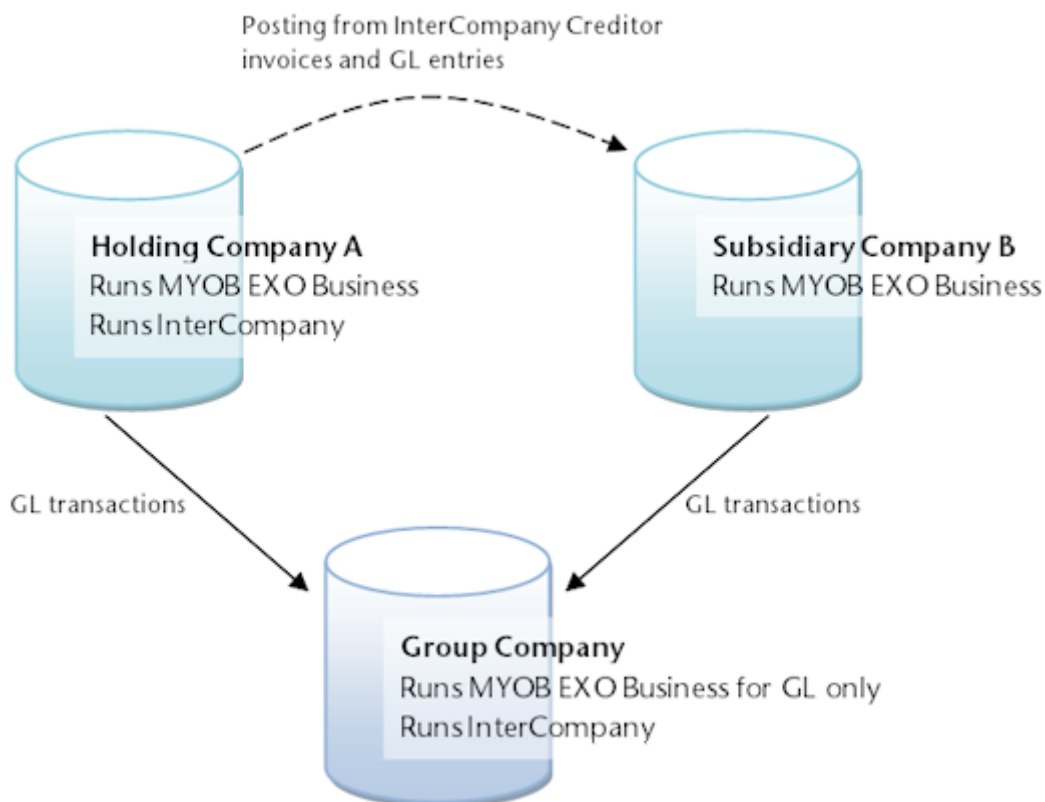 Posting from InterCompany Creditor
invoices and GL entries
Holding Company A
Runs MYOB EXO Business
Runs InterCompany
Subsidiary Company B
Runs MYOB EXO Business
GL transactions
GL transactions
Group Company
Runs MYOB EXO Business for GL only
Runs InterCompany